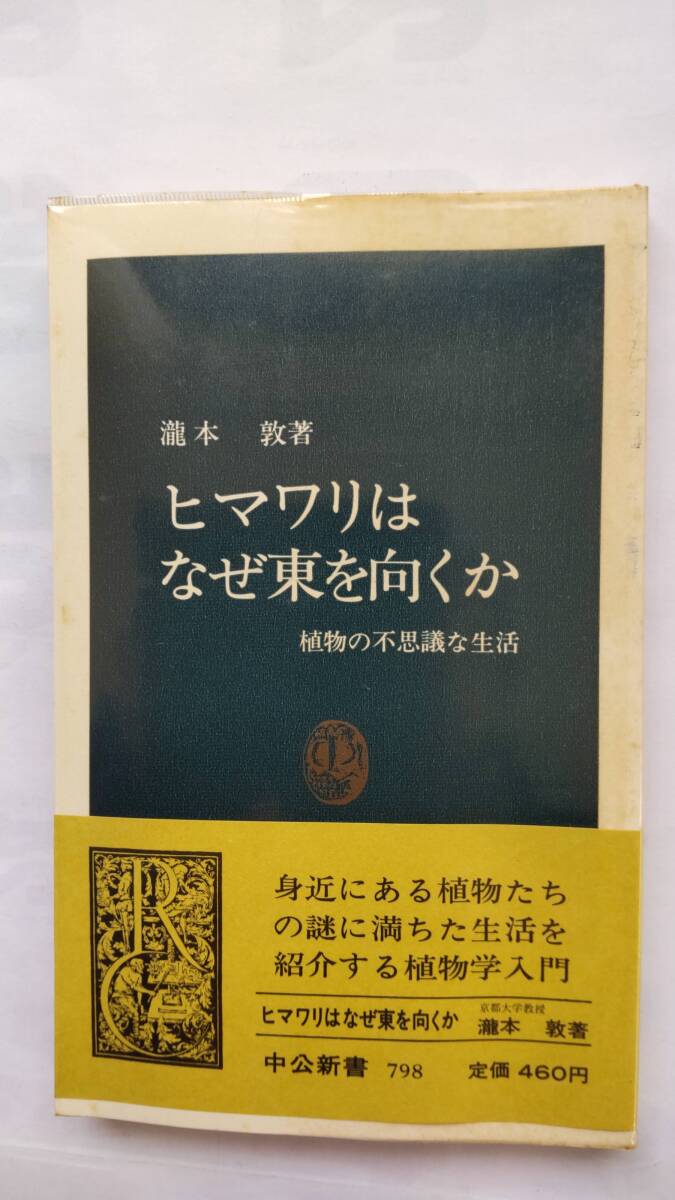 瀧本 敦著
ヒマワリは
なぜ東を向くか
植物の不思議な生活
身近にある植物たち
の謎に満ちた生活を
紹介する植物学入門
ヒマワリはなぜ東を向くか 京都大学教授 瀧本 敦著
中公新書 798 定価 460円
R
C